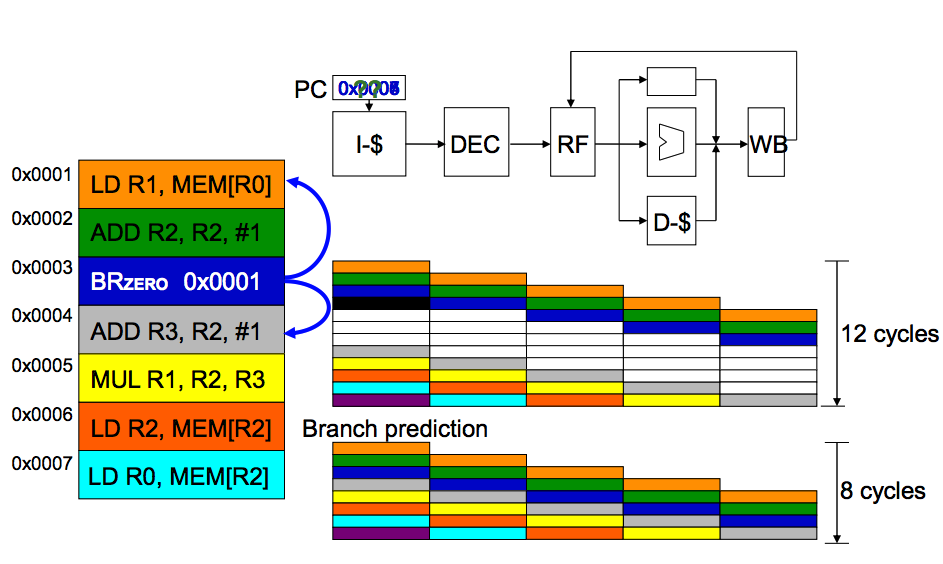 PC
I-$
DEC
RF
WB
D-$
0x0001
LD R1, MEM[R0]
0x0002
ADD R2, R2, #1
0x0003
BRZERO 0x0001
0x0004
ADD R3, R2, #1
0x0005
MUL R1, R2, R3
0x0006
LD R2, MEM[R2]
0x0007
LD R0, MEM[R2]
12 cycles
Branch prediction
8 cycles